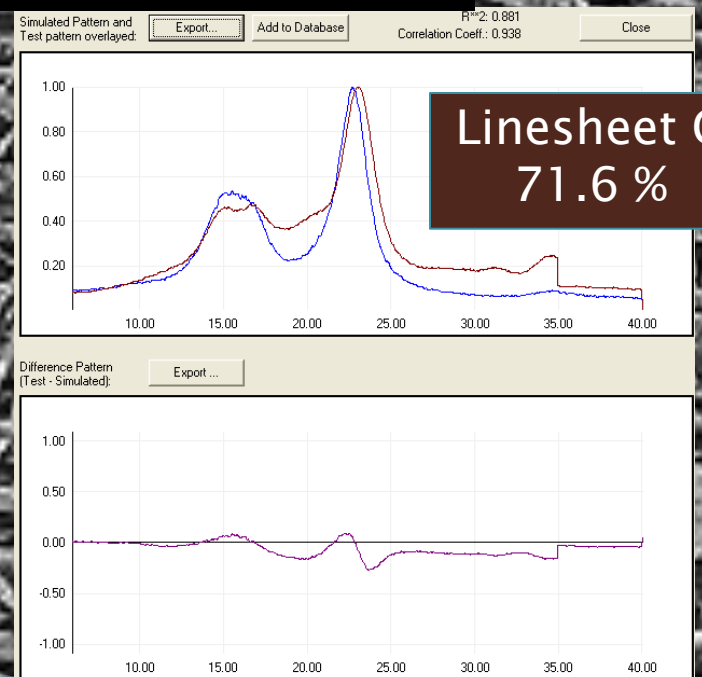 Simulated Pattern and
Test pattern overlayed:
Export...
Add to Database
R**2: 0.881
Correlation Coeff.: 0.938
Close
Linesheet
71.6 %
1.00
0.80
0.60
0.40
0.20
10.00 15.00 20.00 25.00 30.00 35.00 40.00
Difference Pattern
(Test - Simulated):
Export ...
1.00
0.50
0.00
-0.50
-1.00
10.00 15.00 20.00 25.00 30.00 35.00 40.00